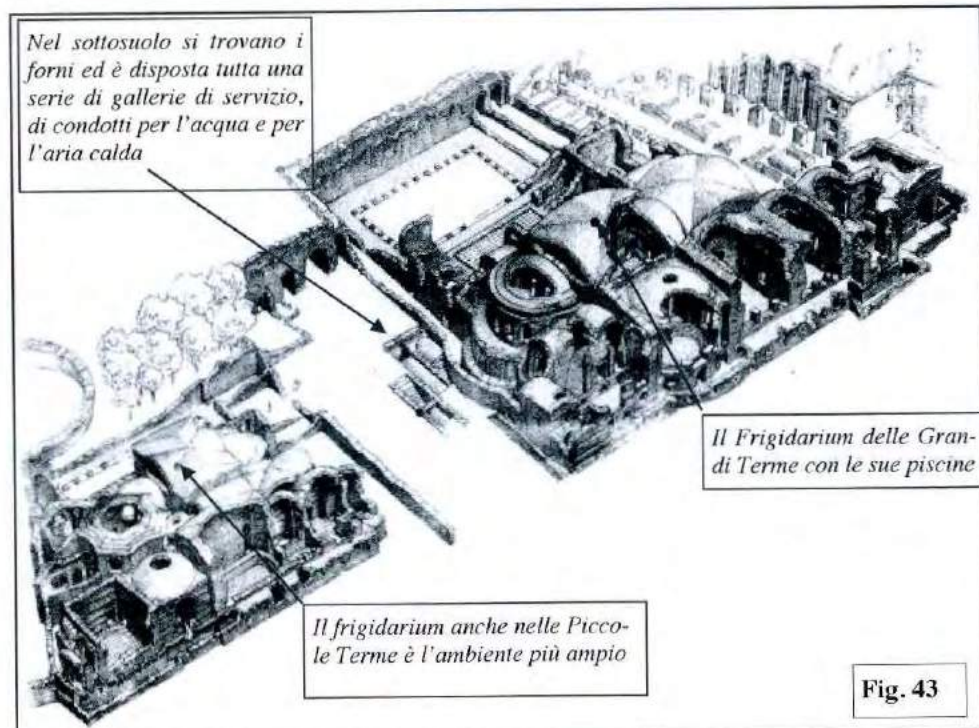 Nel sottosuolo si trovano i
forni ed è disposta tutta una
serie di gallerie di servizio,
di condotti per l'acqua e per
l'aria calda
Il Frigidarium delle Gran-
di Terme con le sue piscine
Il frigidarium anche nelle Picco-
le Terme è l'ambiente più ampio
Fig. 43